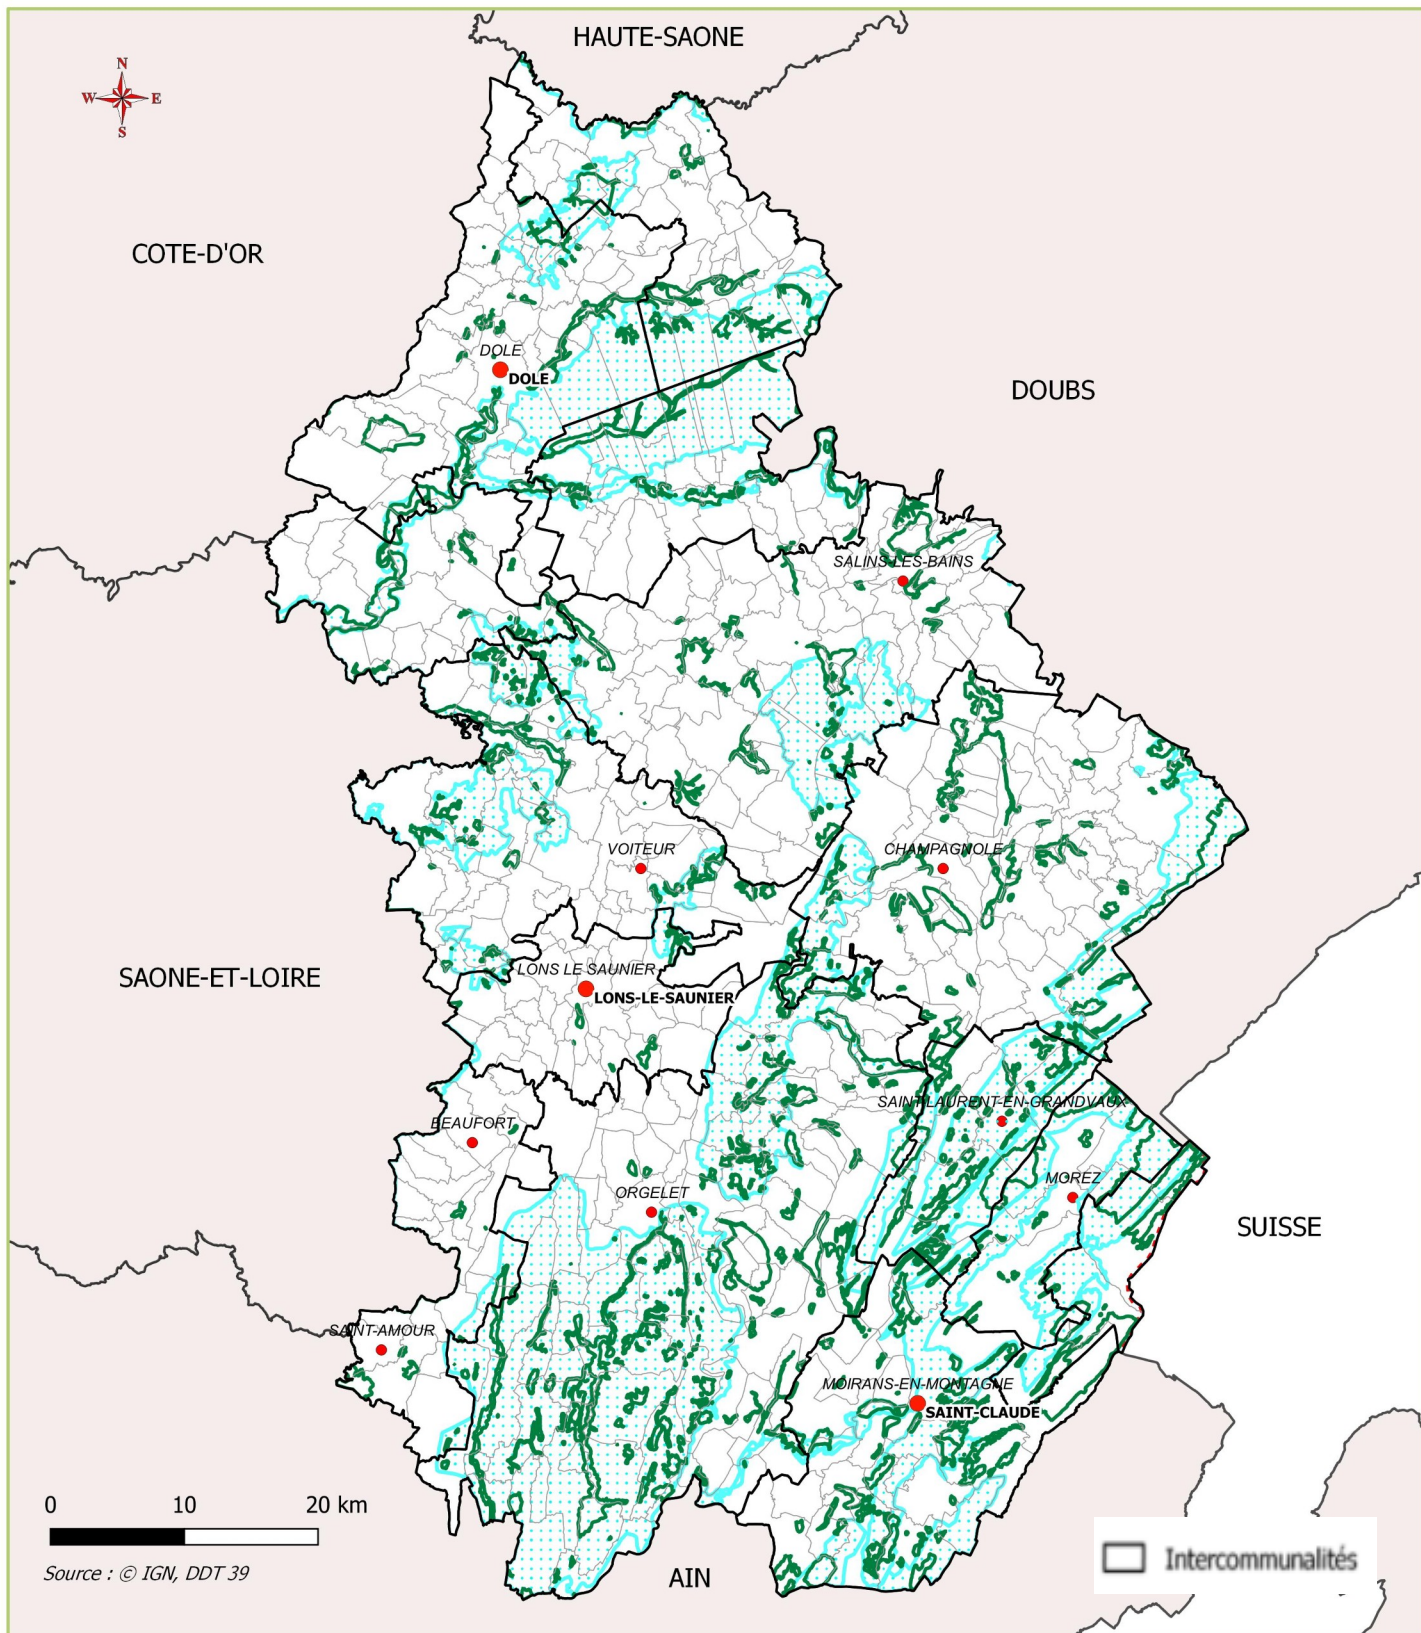 HAUTE-SAONE
N
W E
S
COTE-D'OR
DOLE
DOLE
DOUBS
SALINS-LES-BAINS
VOITEUR
CHAMPAGNOLE
SAONE-ET-LOIRE
LONS LE SAUNIER
LONS-LE-SAUNIER
SAINT-LAURENT-EN-GRANDVAUX
BEAUFORT
MOREZ
ORGELET
SUISSE
SAINT-AMOUR
MOIRANS-EN-MONTAGNE
SAINT-CLAUDE
0 10 20 km
Source : © IGN, DDT 39
AIN
Intercommunalités